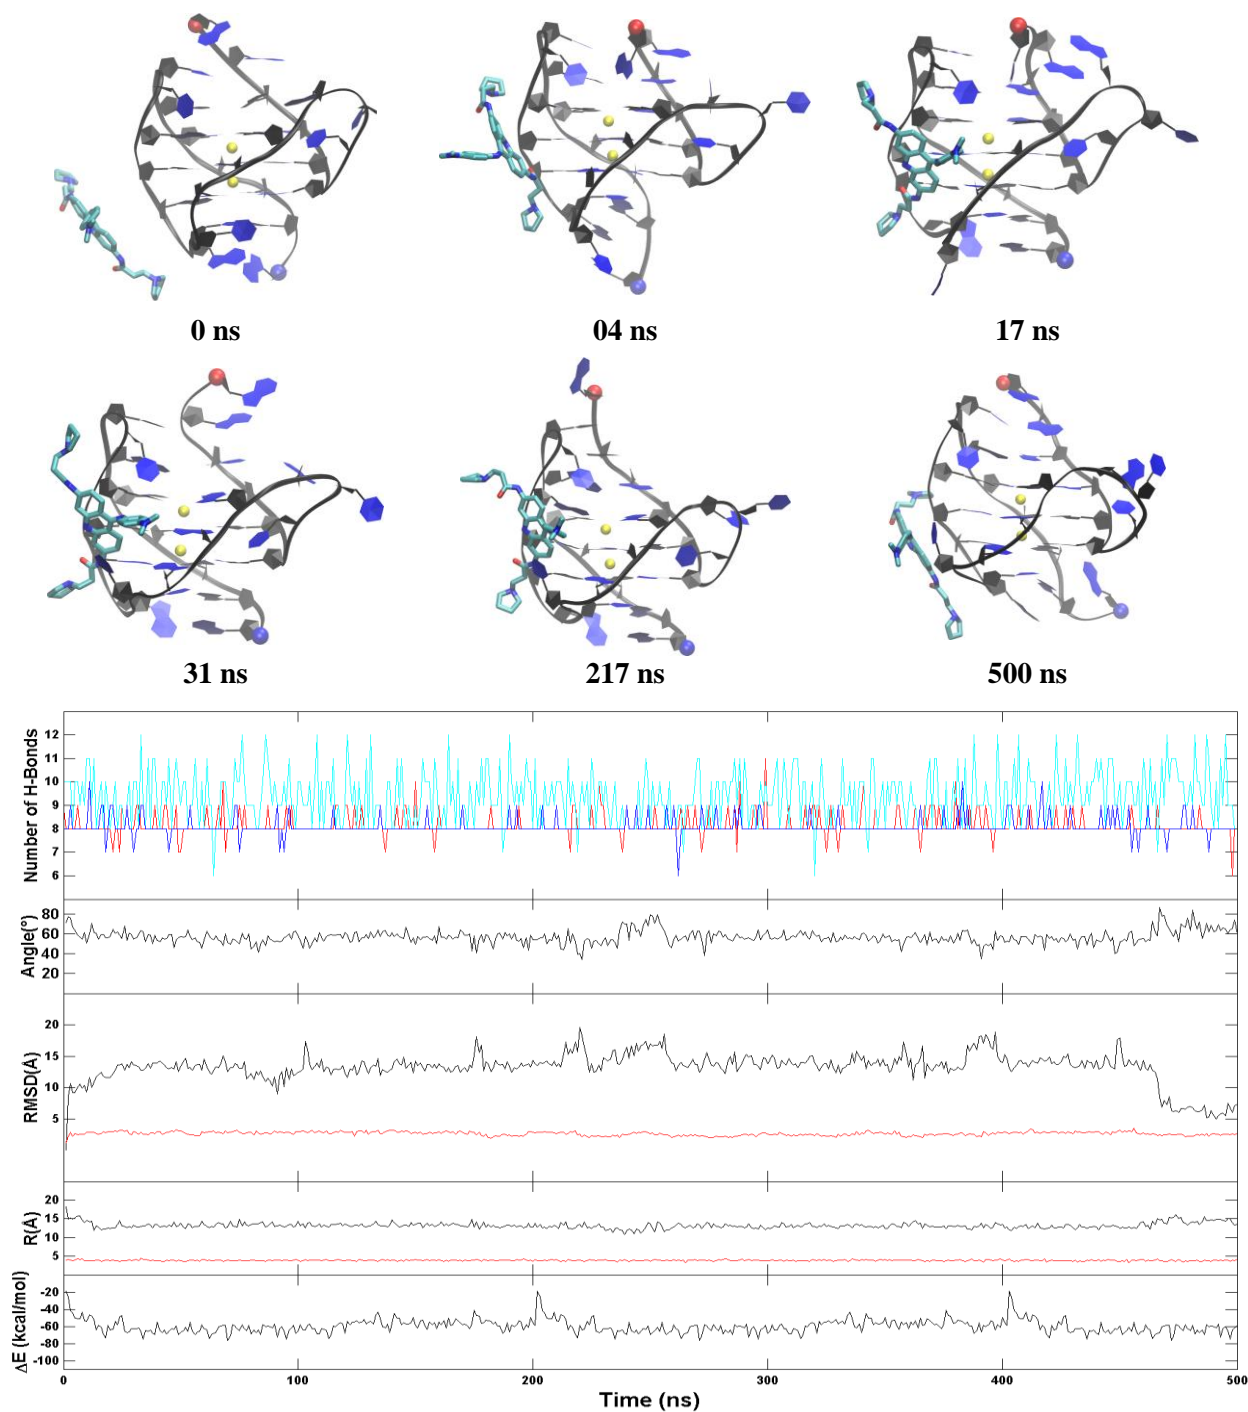 0 ns
04 ns
17 ns
31 ns
217 ns
500 ns
Number of H-Bonds
12
11
10
9
8
7
6
Angle(°)
80
60
40
20
RMSD(Å)
20
15
10
5
R(Å)
20
15
10
5
ΔE (kcal/mol)
-20
-40
-60
-80
-100
0
100
200
300
400
500
Time (ns)